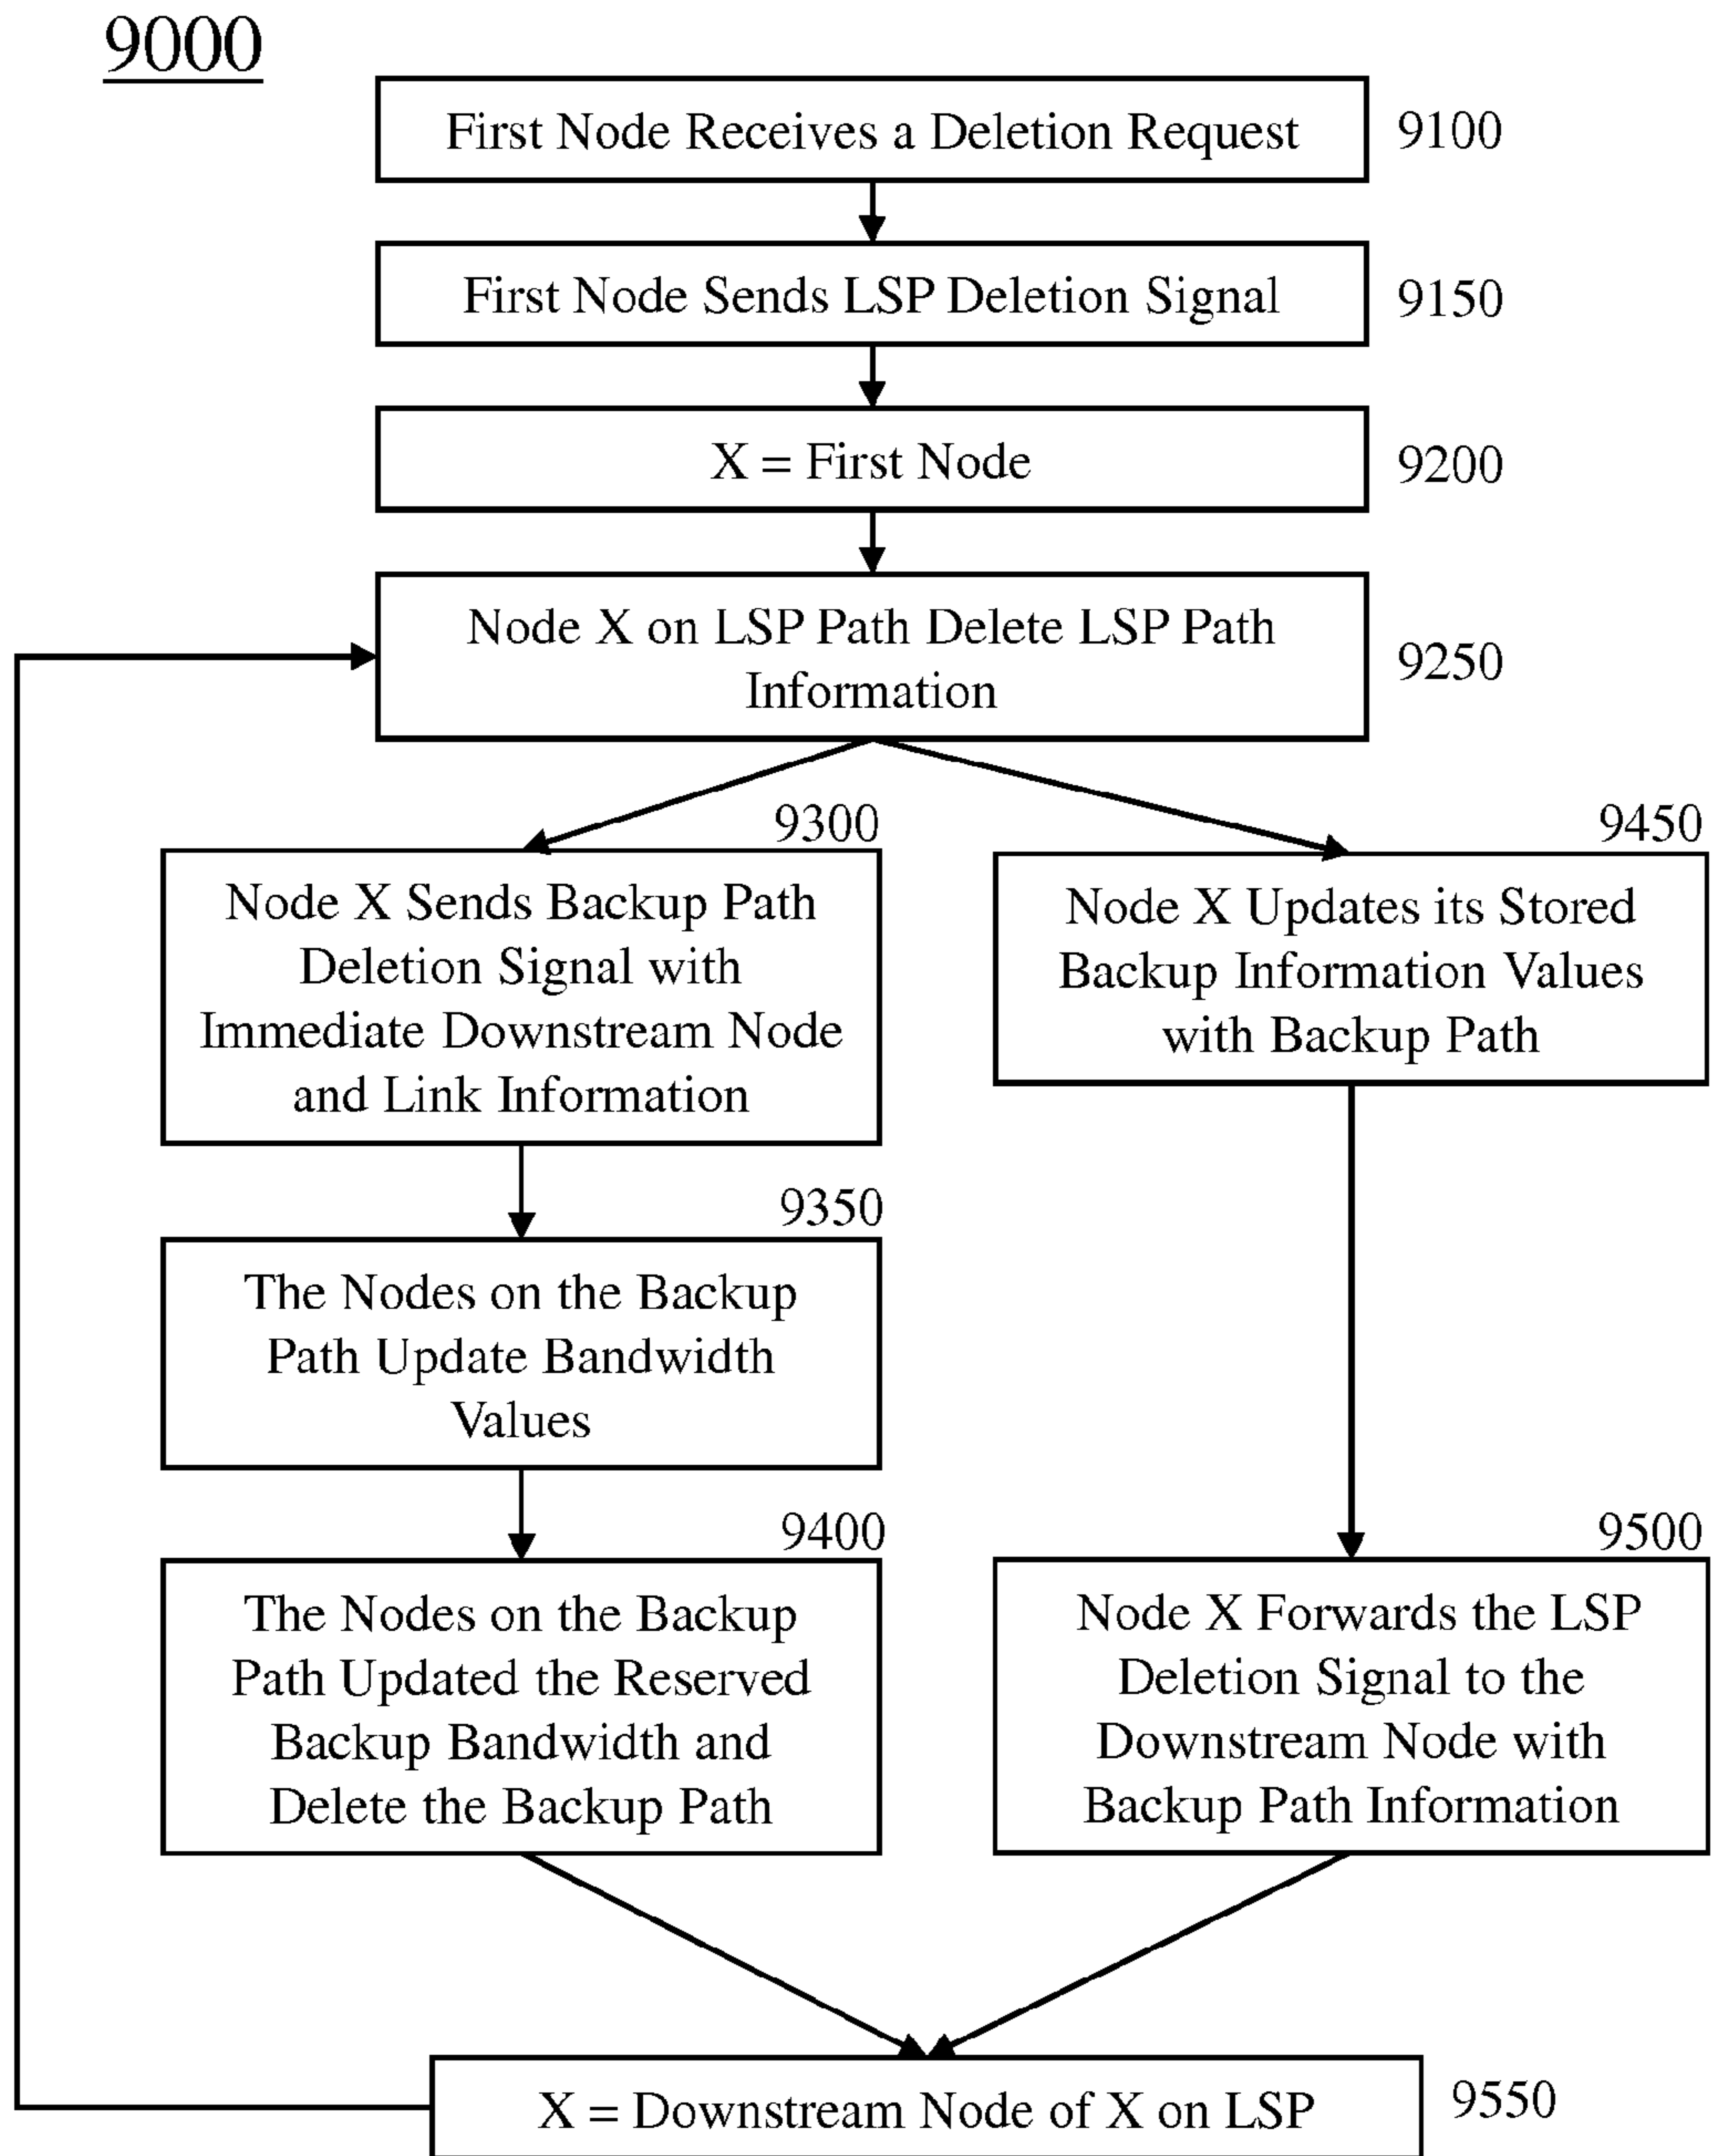 9000
First Node Receives a Deletion Request
9100
First Node Sends LSP Deletion Signal
9150
X = First Node
9200
Node X on LSP Path Delete LSP Path
Information
9250
9300
Node X Sends Backup Path
Deletion Signal with
Immediate Downstream Node
and Link Information
9350
The Nodes on the Backup
Path Update Bandwidth
Values
9400
The Nodes on the Backup
Path Updated the Reserved
Backup Bandwidth and
Delete the Backup Path
9450
Node X Updates its Stored
Backup Information Values
with Backup Path
9500
Node X Forwards the LSP
Deletion Signal to the
Downstream Node with
Backup Path Information
X = Downstream Node of X on LSP
9550